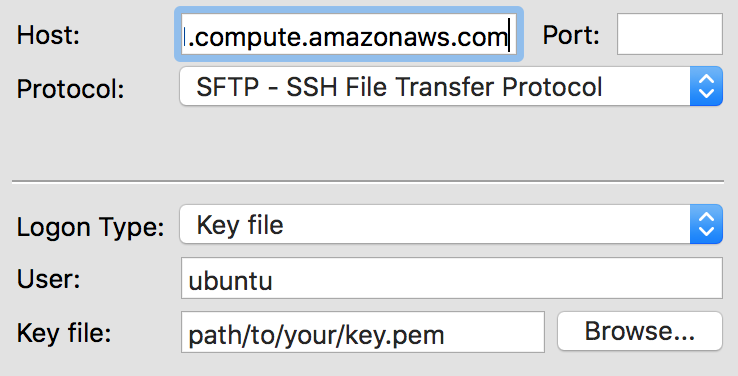 Host: .compute.amazonaws.com Port:
Protocol: SFTP - SSH File Transfer Protocol
Logon Type: Key file
User: ubuntu
Key file: path/to/your/key.pem Browse...